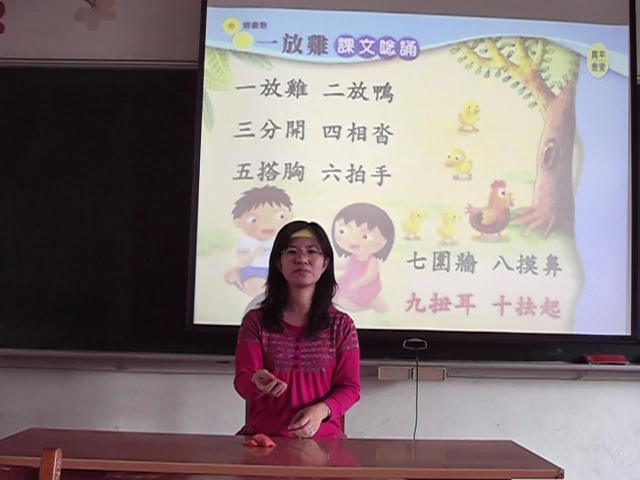 一放雞 課文唸誦
一放雞 二放鴨
三分開 四相沓
五搭胸 六拍手
七圍牆 八摸鼻
九扭耳 十抾起